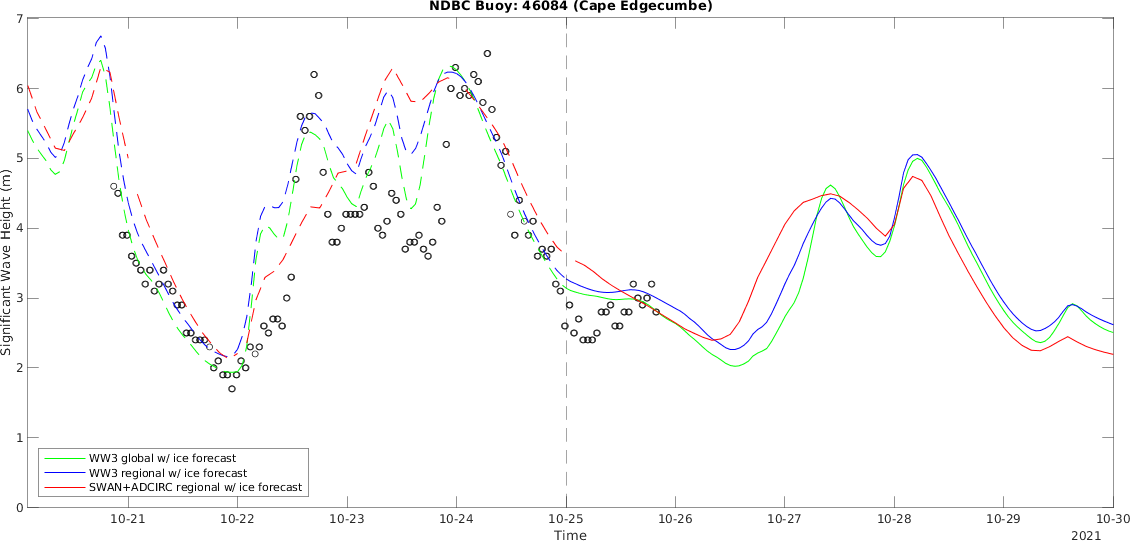 NDBC Buoy: 46084 (Cape Edgecumbe)
7
6
5
4
3
2
1
0
Significant Wave Height (m)
WW3 global w/ ice forecast
WW3 regional w/ ice forecast
SWAN+ADCIRC regional w/ ice forecast
10-21 10-22 10-23 10-24 10-25 10-26 10-27 10-28 10-29 10-30
Time
2021